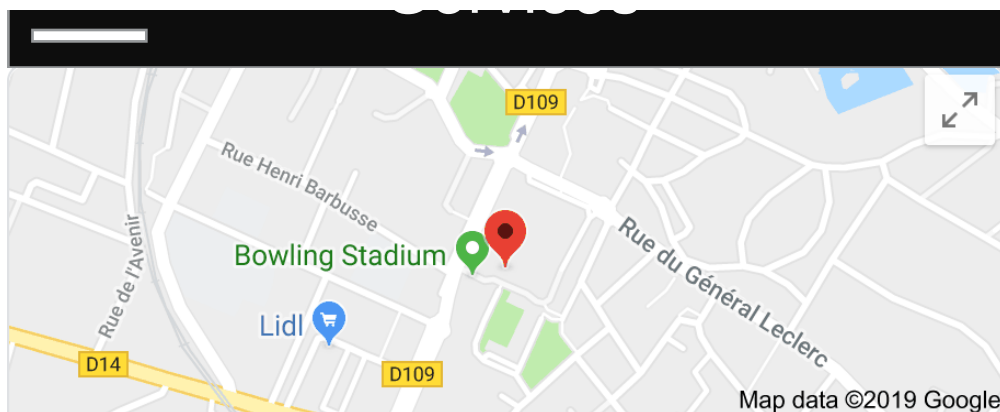 Services
D109
Rue Henri Barbusse
Rue de l'Avenir
Bowling Stadium
Rue du Général Leclerc
Lidl
D14
D109
Map data ©2019 Google